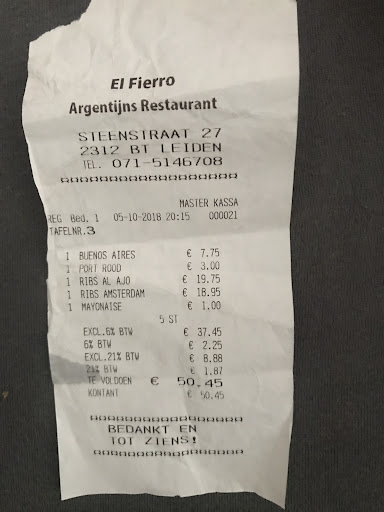 El Fierro
Argentijns Restaurant
STEENSTRAAT 27
2312 BT LEIDEN
TEL. 071-5146708
MASTER KASSA
REG Bed. 1 05-10-2018 20:15 000021
TAFELNR.3
1 BUENOS AIRES € 7.75
1 PORT ROOD € 3.00
1 RIBS AL AJO € 19.75
1 RIBS AMSTERDAM € 18.95
1 MAYONAISE € 1.00
5 ST
EXCL.6% BTW € 37.45
6% BTW € 2.25
EXCL.21% BTW € 8.88
21% BTW € 1.87
TE VOLDOEN € 50.45
KONTANT € 50.45
BEDANKT EN
TOT ZIENS!